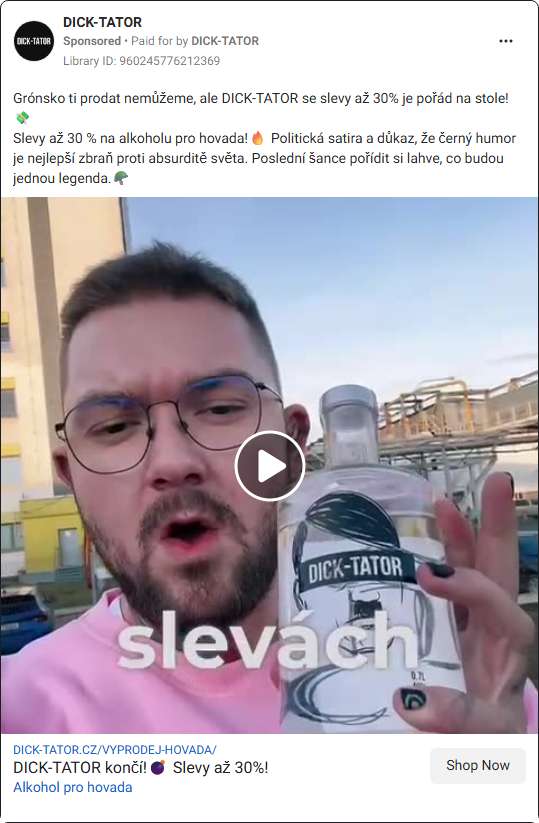 DICK-TATOR
DICK-TATOR
Sponsored • Paid for by DICK-TATOR
Library ID: 960245776212369
Grónsko ti prodat nemůžeme, ale DICK-TATOR se slevy až 30% je pořád na stole!
💸
Slevy až 30 % na alkoholu pro hovada!🔥 Politická satira a důkaz, že černý humor
je nejlepší zbraň proti absurditě světa. Poslední šance pořídit si lahve, co budou
jednou legenda.🪖
DICK-TATOR
slevách
0,7L
DICK-TATOR.CZ/VYPRODEJ-HOVADA/
DICK-TATOR končí!💣 Slevy až 30%!
Alkohol pro hovada
Shop Now